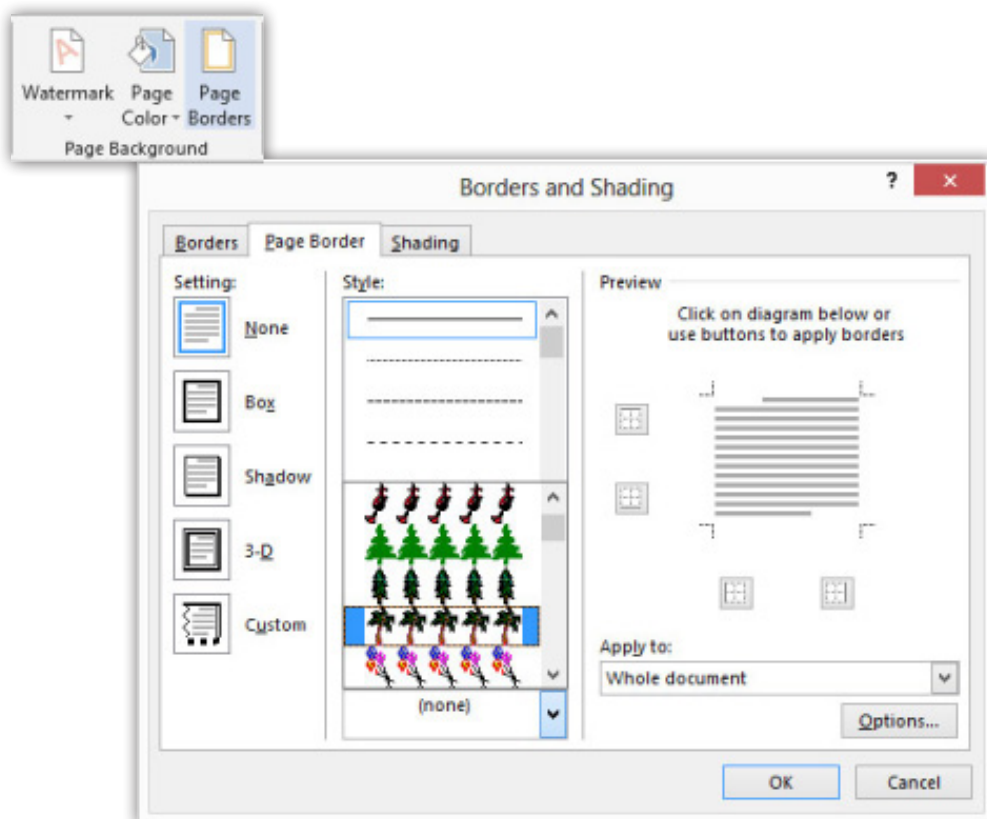 Watermark Page Page
Color Borders
Page Background
Borders and Shading
?
Borders Page Border Shading
Setting:
None
Box
Shadow
3-D
Custom
Style:
(none)
Preview
Click on diagram below or
use buttons to apply borders
Apply to:
Whole document
Options...
OK Cancel